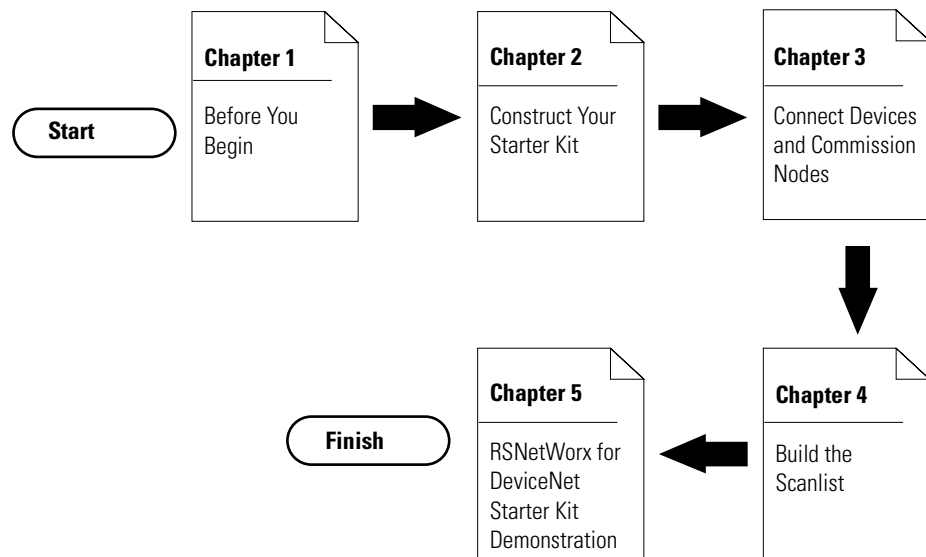 Start
Chapter 1
Before You
Begin
Chapter 2
Construct Your
Starter Kit
Chapter 3
Connect Devices
and Commission
Nodes
Chapter 4
Build the
Scanlist
Chapter 5
RSNetWorx for
DeviceNet
Starter Kit
Demonstration
Finish